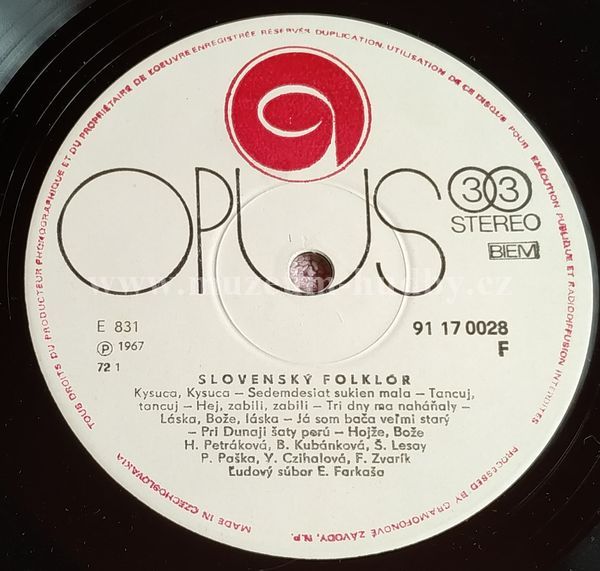 TOUS DROITS DU PRODUCTEUR PHONOGRAPHIQUE ET DU PROPRIÉTAIRE DE L'OEUVRE ENREGISTRÉE RÉSERVÉS DUPLICATION, UTILISATION DE CE DISQUE POUR EXÉCUTION PUBLIQUE ET RADIODIFFUSION INTERDITES
OPUS
33
STEREO
BIEM
www.muzeum-hudby.cz
E 831
℗ 1967
72 1
91 17 0028
F
SLOVENSKÝ FOLKLÓR
Kysuca, Kysuca – Sedemdesiat sukien mala – Tancuj,
tancuj – Hej, zabili, zabili – Tri dny ma naháňaly –
Láska, Bože, láska – Já som bača veľmi starý
– Pri Dunaji šaty perú – Hojže, Bože
H. Petráková, B. Kubánková, Š. Lesay
P. Paška, V. Czihalová, F. Zvarík
Ľudový súbor E. Farkaša
MADE IN CZECHOSLOVAKIA
PROCESSED BY GRAMOFONOVÉ ZÁVODY, N.P.